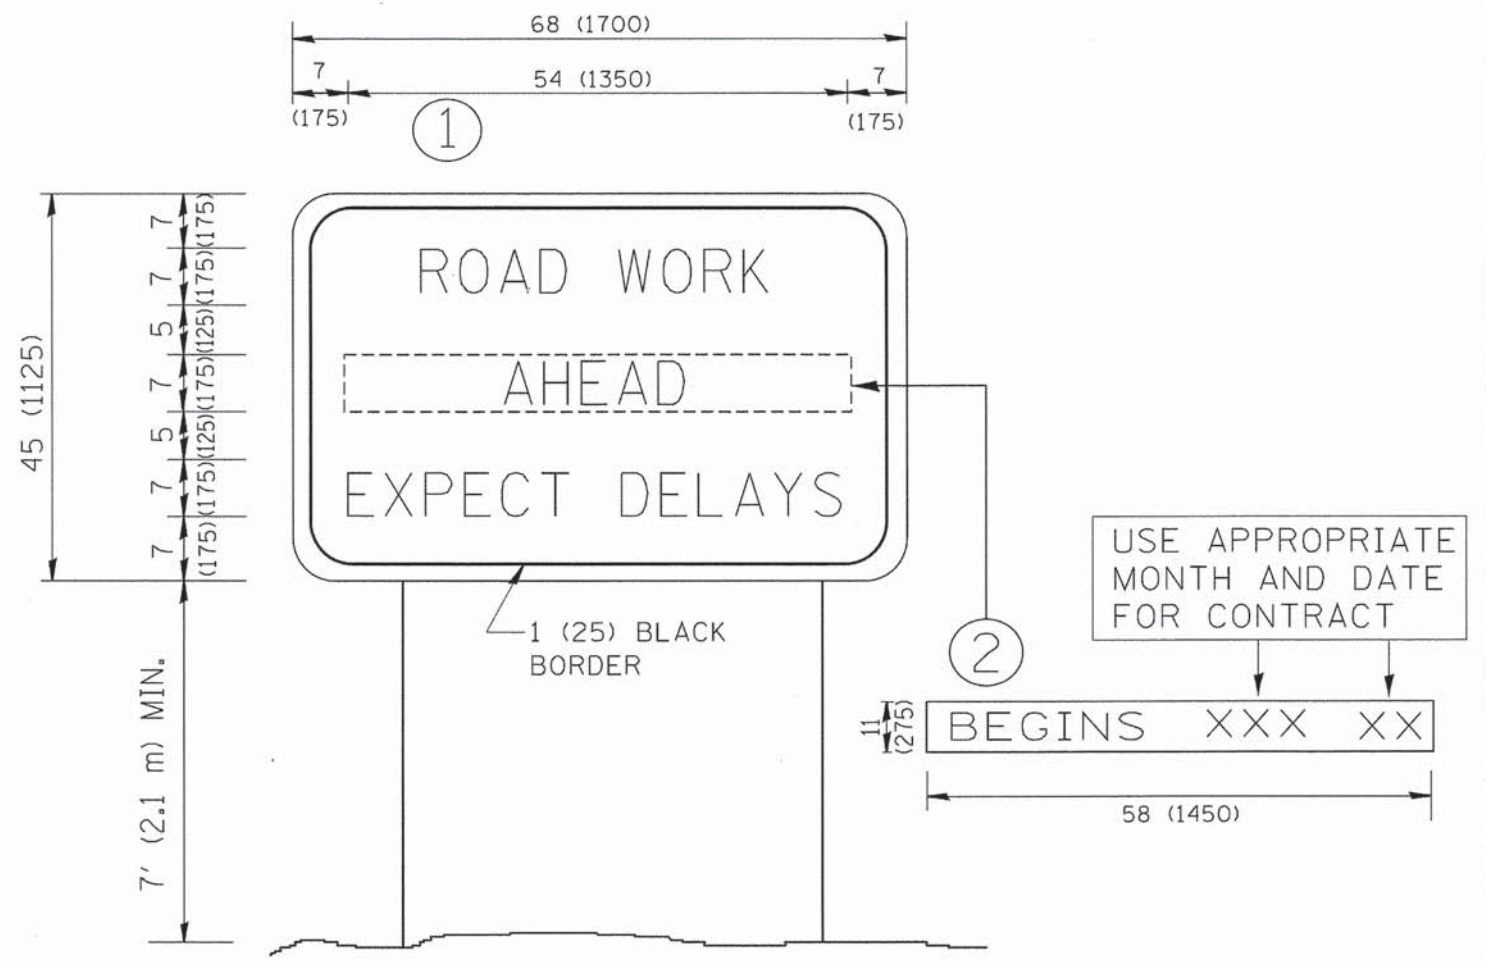 68 (1700)
7
54 (1350)
7
(175)
(175)
1
7
(175)
7
(175)
5
(125)
7
(175)
5
(125)
7
(175)
7
(175)
45 (1125)
ROAD WORK
AHEAD
EXPECT DELAYS
1 (25) BLACK
BORDER
7' (2.1 m) MIN.
2
USE APPROPRIATE
MONTH AND DATE
FOR CONTRACT
11
(275)
BEGINS XXX XX
58 (1450)